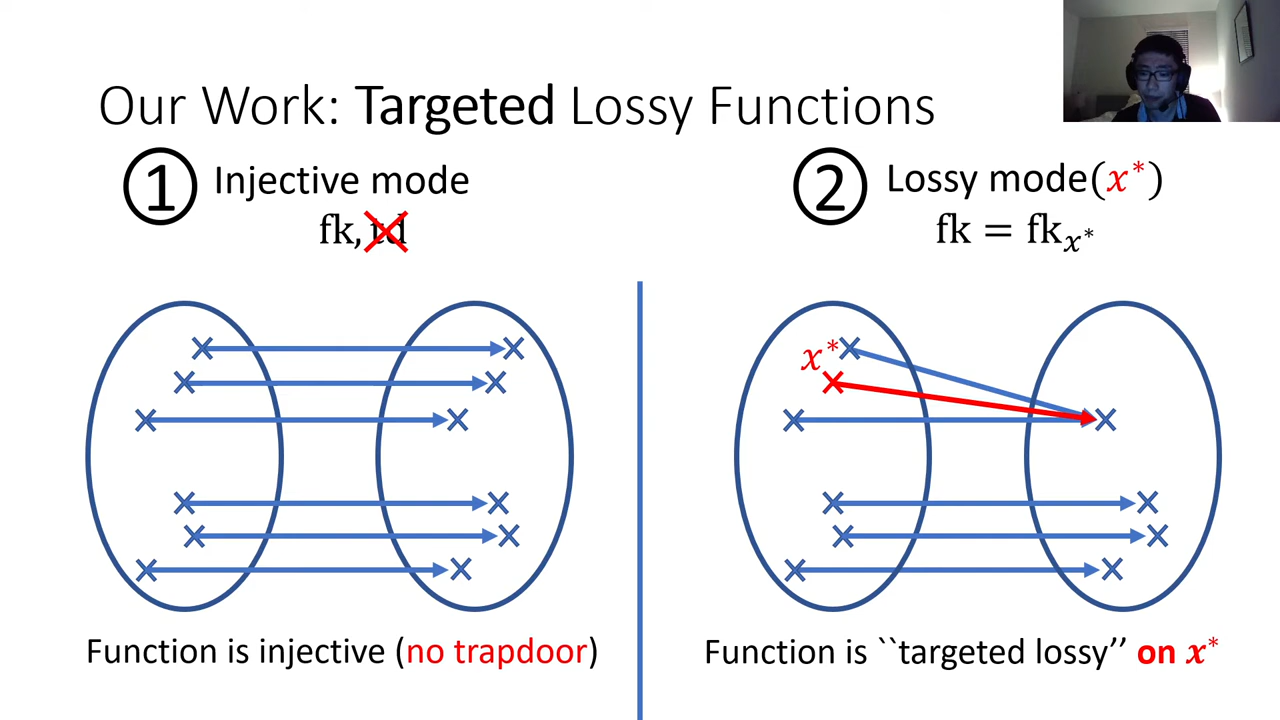 Our Work: Targeted Lossy Functions
1 Injective mode
fk, td
Function is injective (no trapdoor)
2 Lossy mode(x*)
fk = fk_x*
x*
Function is ``targeted lossy'' on x*